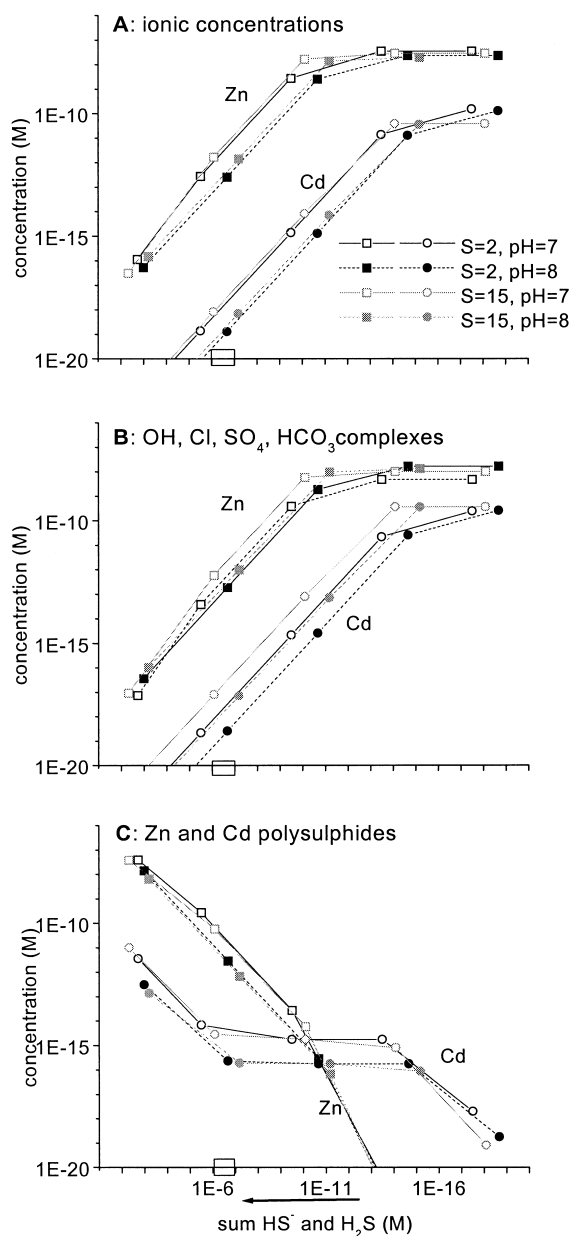 A: ionic concentrations
concentration (M)
1E-10
1E-15
1E-20
Zn
Cd
S=2, pH=7
S=2, pH=8
S=15, pH=7
S=15, pH=8
B: OH, Cl, SO4, HCO3complexes
concentration (M)
1E-10
1E-15
1E-20
Zn
Cd
C: Zn and Cd polysulphides
concentration (M)
1E-10
1E-15
1E-20
Cd
Zn
1E-6 1E-11 1E-16
sum HS- and H2S (M)